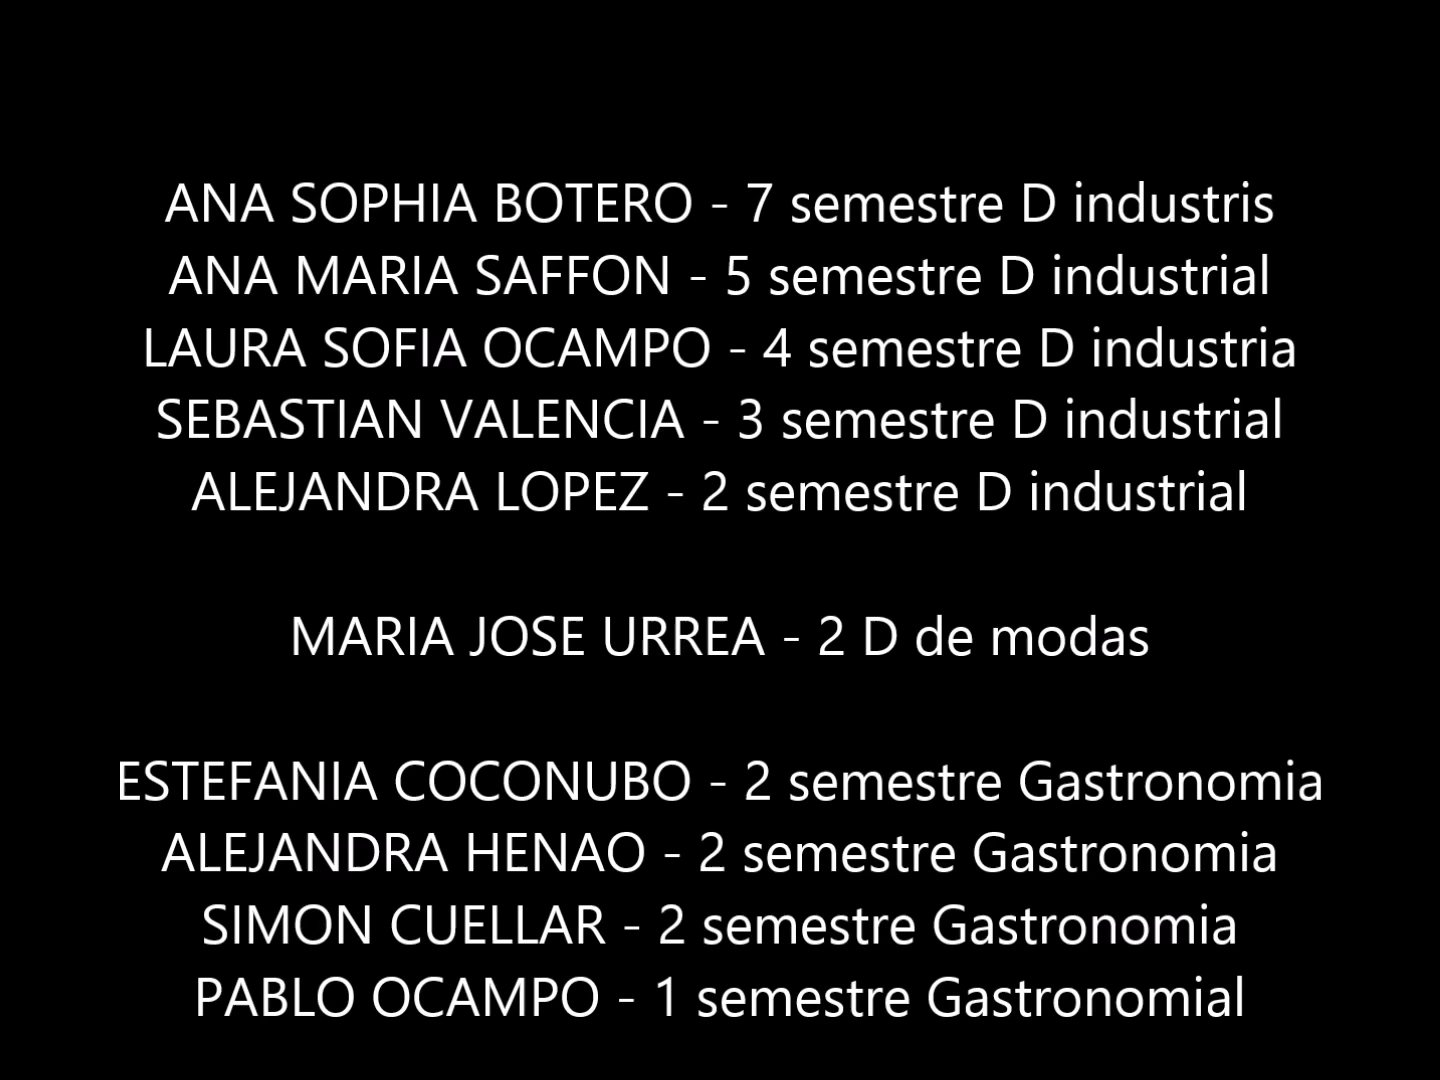 ANA SOPHIA BOTERO - 7 semestre D industris
ANA MARIA SAFFON - 5 semestre D industrial
LAURA SOFIA OCAMPO - 4 semestre D industria
SEBASTIAN VALENCIA - 3 semestre D industrial
ALEJANDRA LOPEZ - 2 semestre D industrial
MARIA JOSE URREA - 2 D de modas
ESTEFANIA COCONUBO - 2 semestre Gastronomia
ALEJANDRA HENAO - 2 semestre Gastronomia
SIMON CUELLAR - 2 semestre Gastronomia
PABLO OCAMPO - 1 semestre Gastronomial